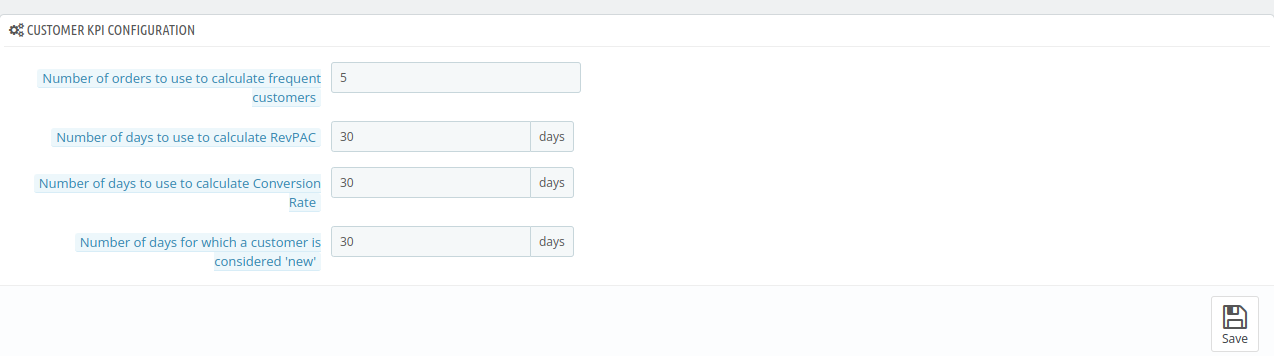 CUSTOMER KPI CONFIGURATION
Number of orders to use to calculate frequent
customers
5
Number of days to use to calculate RevPAC
30 days
Number of days to use to calculate Conversion
Rate
30 days
Number of days for which a customer is
considered 'new'
30 days
Save